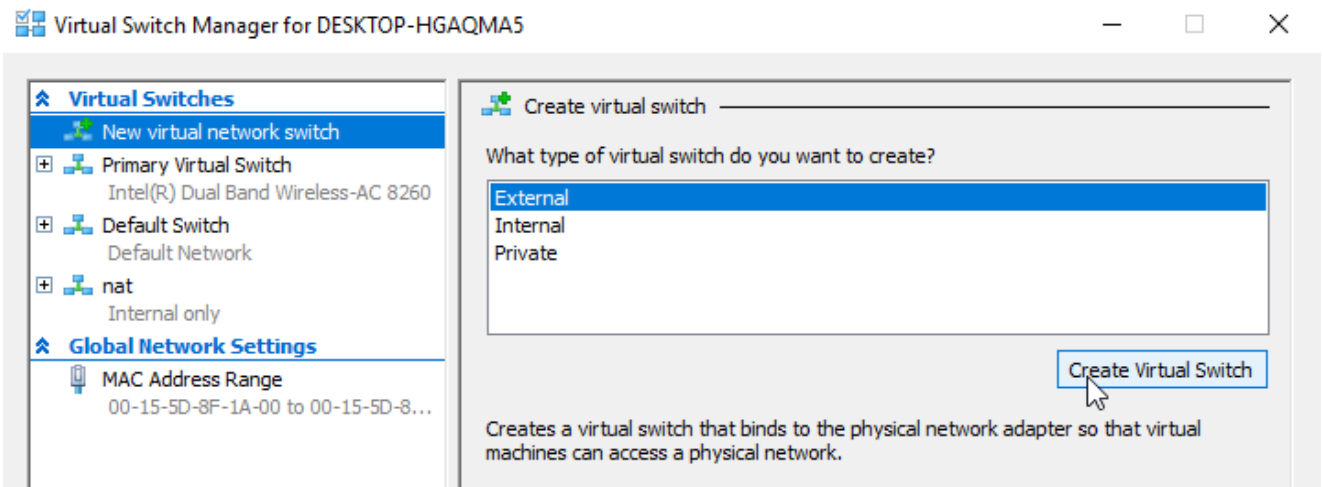 Virtual Switch Manager for DESKTOP-HGAQMA5
Virtual Switches
New virtual network switch
Primary Virtual Switch
Intel(R) Dual Band Wireless-AC 8260
Default Switch
Default Network
nat
Internal only
Global Network Settings
MAC Address Range
00-15-5D-8F-1A-00 to 00-15-5D-8...
Create virtual switch
What type of virtual switch do you want to create?
External
Internal
Private
Create Virtual Switch
Creates a virtual switch that binds to the physical network adapter so that virtual
machines can access a physical network.